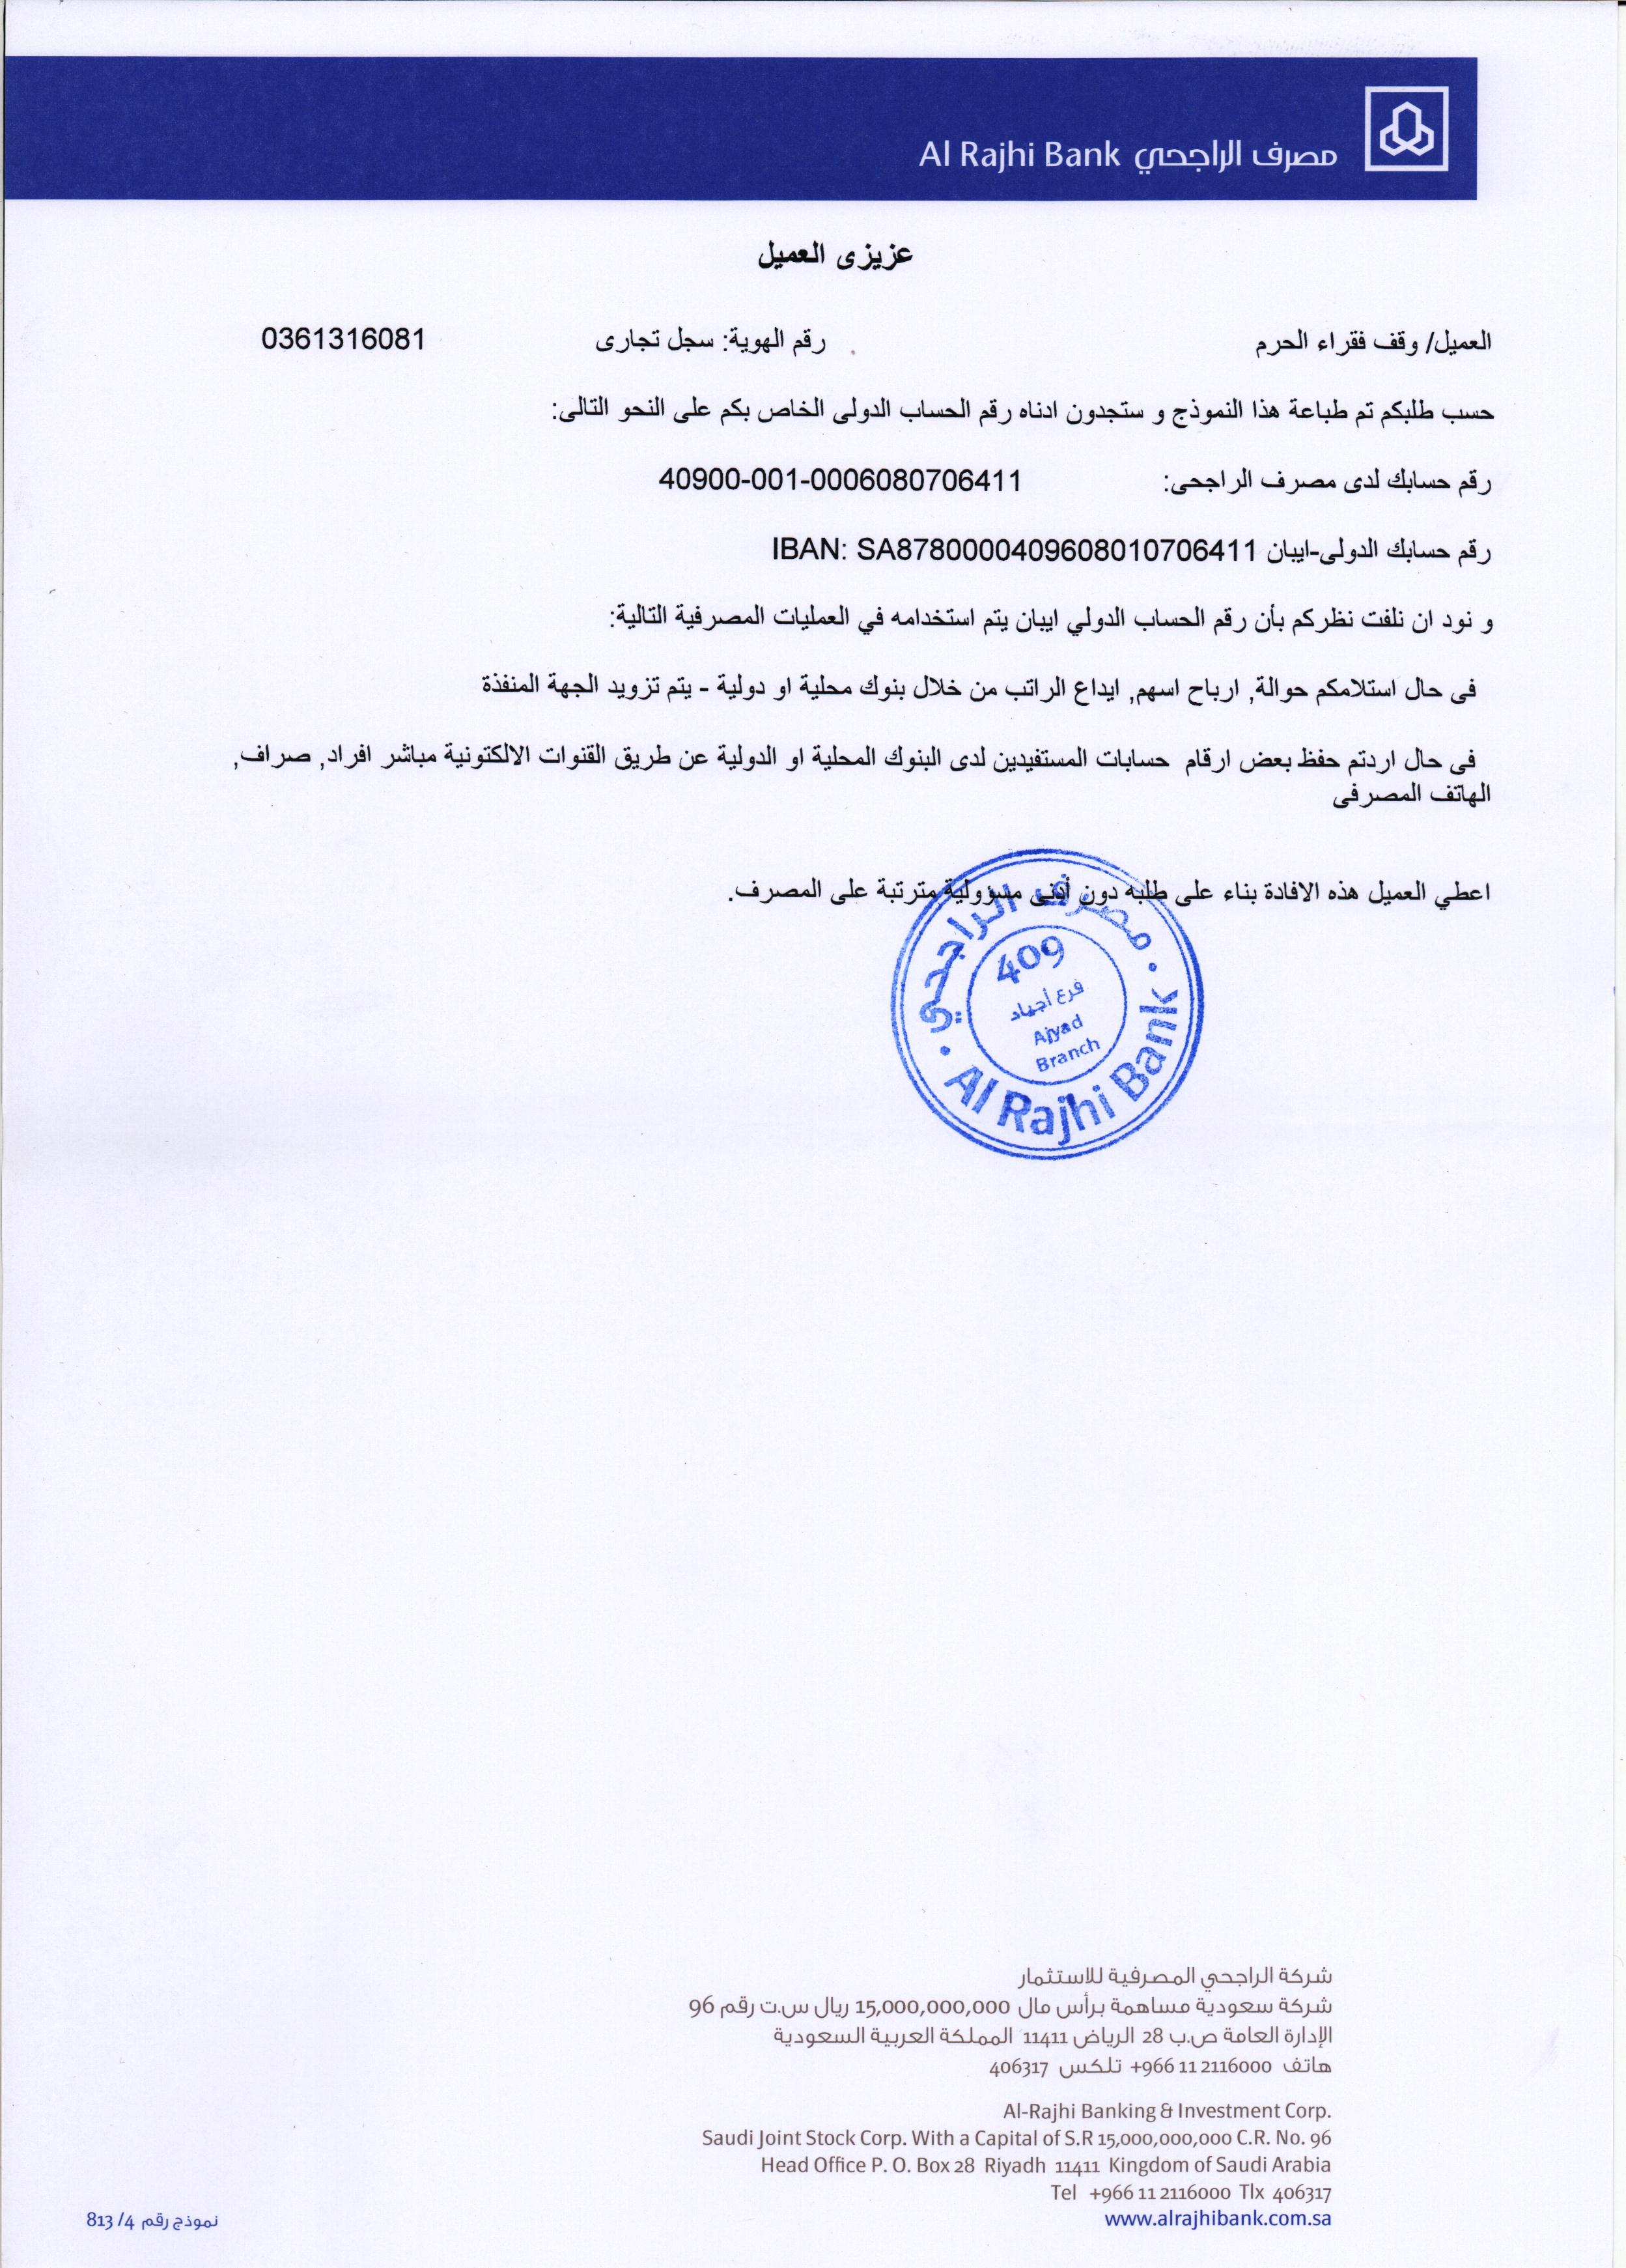 مصرف الراجحي Al Rajhi Bank
عزيزى العميل
العميل/ وقف فقراء الحرم رقم الهوية: سجل تجارى 0361316081
حسب طلبكم تم طباعة هذا النموذج و ستجدون ادناه رقم الحساب الدولى الخاص بكم على النحو التالى:
رقم حسابك لدى مصرف الراجحى: 40900-001-0006080706411
رقم حسابك الدولى-ايبان IBAN: SA8780000409608010706411
و نود ان نلفت نظركم بأن رقم الحساب الدولي ايبان يتم استخدامه في العمليات المصرفية التالية:
فى حال استلامكم حوالة, ارباح اسهم, ايداع الراتب من خلال بنوك محلية او دولية - يتم تزويد الجهة المنفذة
فى حال اردتم حفظ بعض ارقام حسابات المستفيدين لدى البنوك المحلية او الدولية عن طريق القنوات الالكتونية مباشر افراد, صراف,
الهاتف المصرفى
اعطي العميل هذه الافادة بناء على طلبه دون أدنى مسؤولية مترتبة على المصرف.
مصرف الراجحي
409
فرع أجياد
Ajyad
Branch
Al Rajhi Bank
شركة الراجحي المصرفية للاستثمار
شركة سعودية مساهمة برأس مال 15,000,000,000 ريال س.ت رقم 96
الإدارة العامة ص.ب 28 الرياض 11411 المملكة العربية السعودية
هاتف +966 11 2116000 تلكس 406317
Al-Rajhi Banking & Investment Corp.
Saudi Joint Stock Corp. With a Capital of S.R 15,000,000,000 C.R. No. 96
Head Office P. O. Box 28 Riyadh 11411 Kingdom of Saudi Arabia
Tel +966 11 2116000 Tlx 406317
www.alrajhibank.com.sa
نموذج رقم 4/ 813